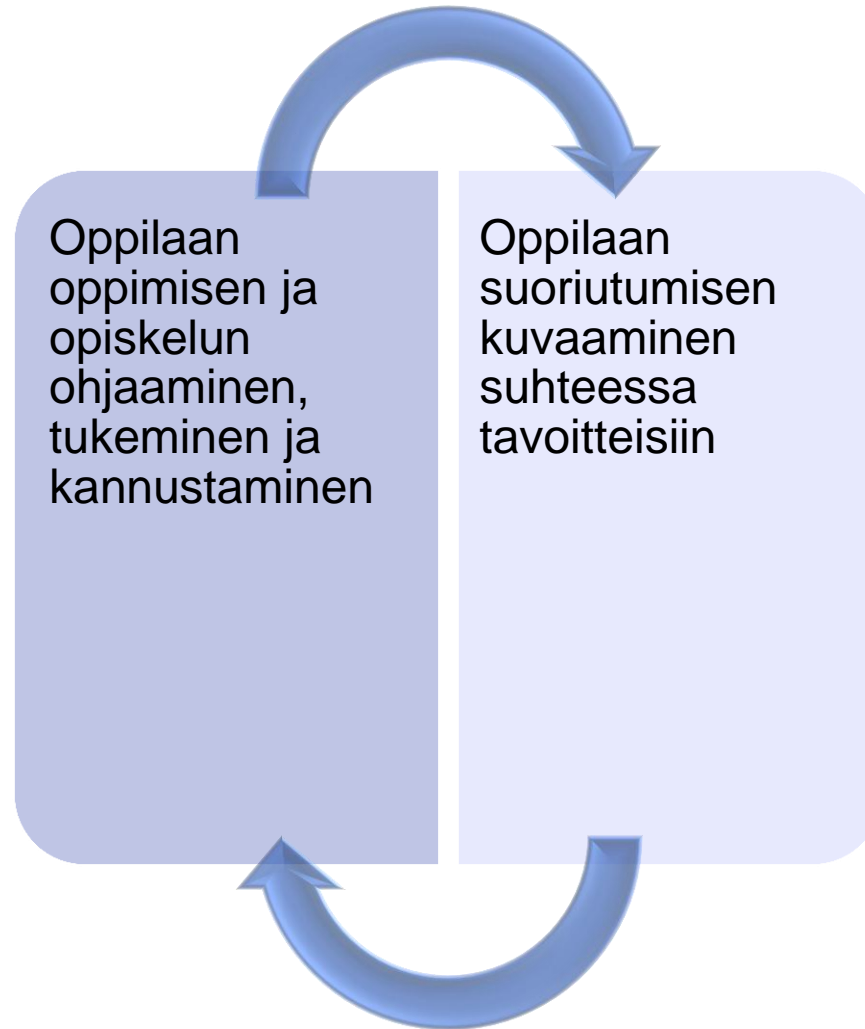 Oppilaan
oppimisen ja
opiskelun
ohjaaminen,
tukeminen ja
kannustaminen
Oppilaan
suoriutumisen
kuvaaminen
suhteessa
tavoitteisiin